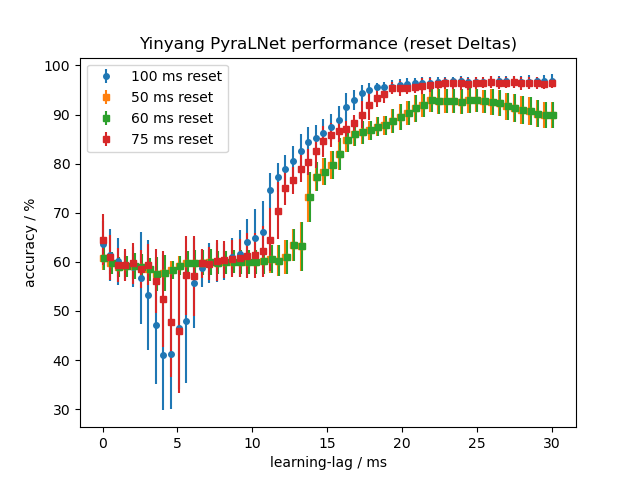 Yinyang PyraLNet performance (reset Deltas)
100
90
80
70
60
50
40
30
accuracy / %
100 ms reset
50 ms reset
60 ms reset
75 ms reset
0 5 10 15 20 25 30
learning-lag / ms